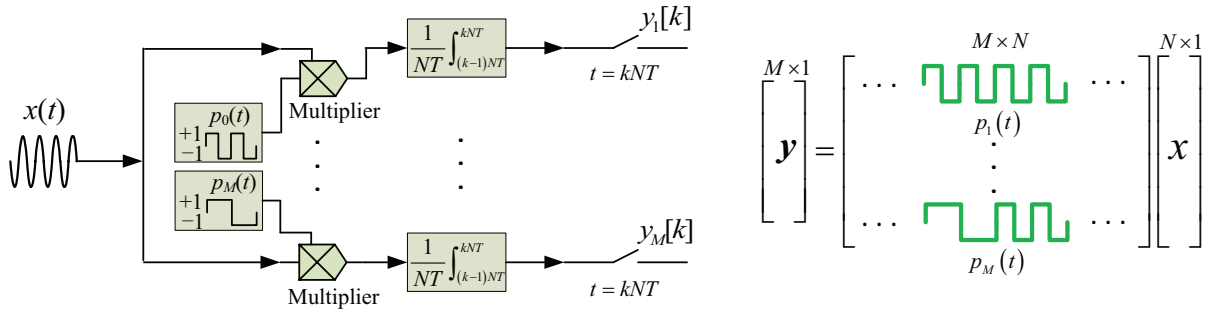 x(t)
p₀(t)
+1
−1
Multiplier
1/NT ∫_{(k−1)NT}^{kNT}
y₁[k]
t = kNT
p_M(t)
+1
−1
Multiplier
1/NT ∫_{(k−1)NT}^{kNT}
y_M[k]
t = kNT
M×1
y
=
M×N
p₁(t)
p_M(t)
N×1
x